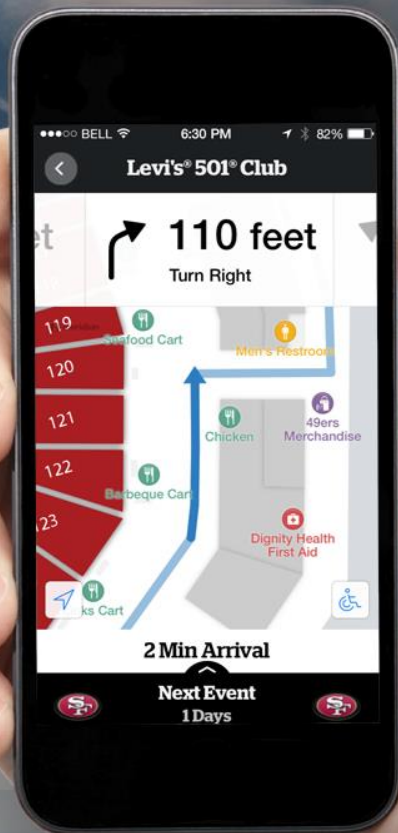 BELL
6:30 PM
82%
Levi's® 501® Club
110 feet
Turn Right
119
120
121
122
123
Seafood Cart
Men's Restroom
Chicken
49ers
Merchandise
Barbeque Cart
Dignity Health
First Aid
Cart
2 Min Arrival
Next Event
1 Days
SF
SF